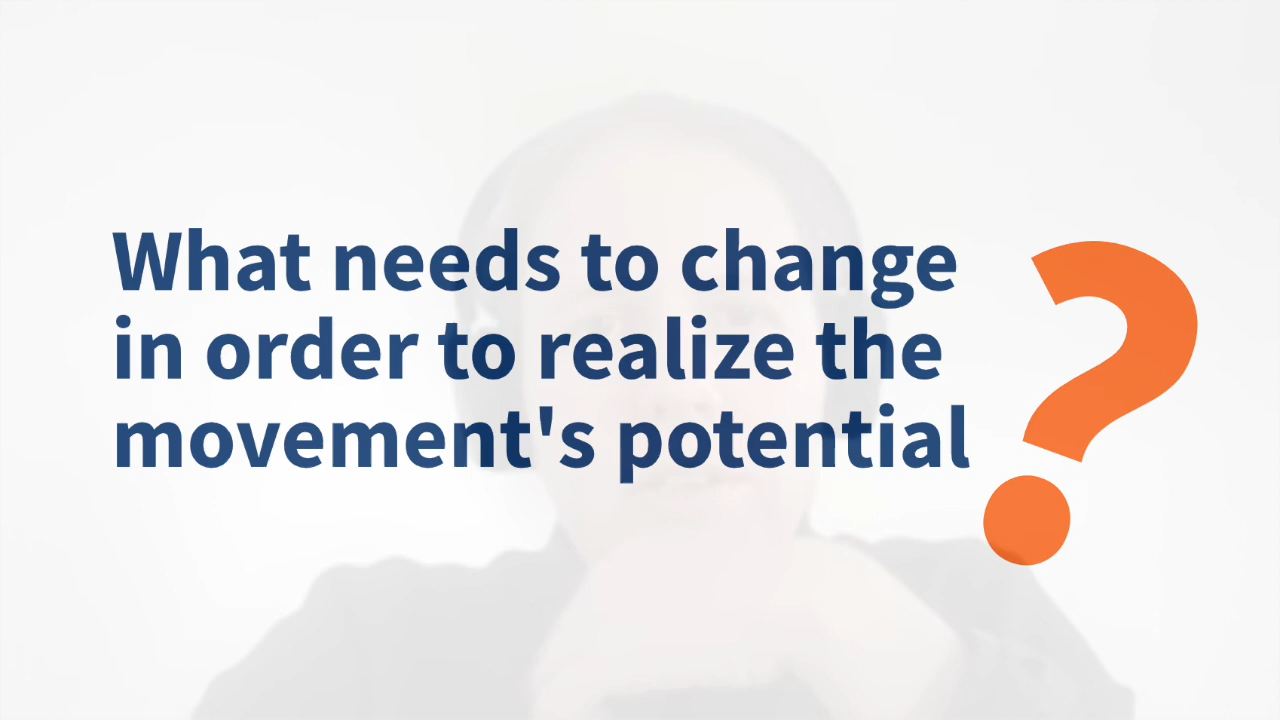 What needs to change
in order to realize the
movement's potential?